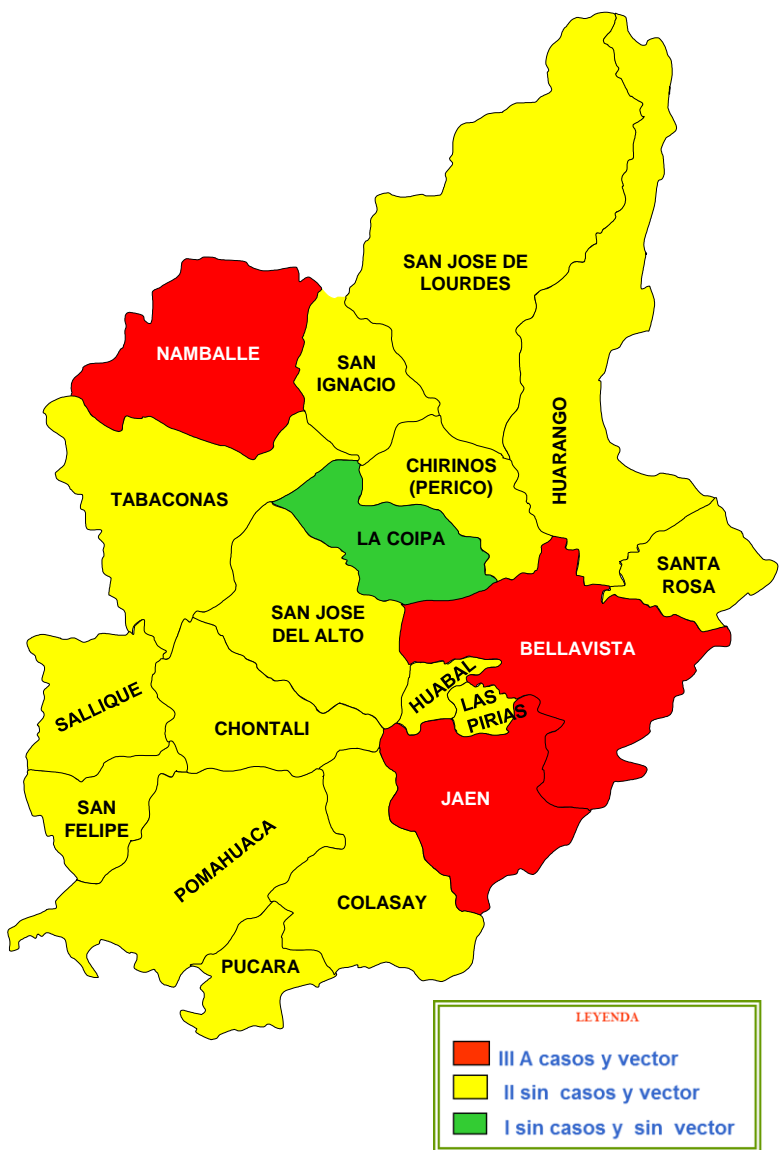 SAN JOSE DE
LOURDES
NAMBALLE
SAN
IGNACIO
HUARANGO
CHIRINOS
(PERICO)
TABACONAS
LA COIPA
SANTA
ROSA
SAN JOSE
DEL ALTO
BELLAVISTA
HUABAL
LAS
PIRIAS
SALLIQUE
CHONTALI
JAEN
SAN
FELIPE
POMAHUACA
COLASAY
PUCARA
LEYENDA
III A casos y vector
II sin casos y vector
I sin casos y sin vector